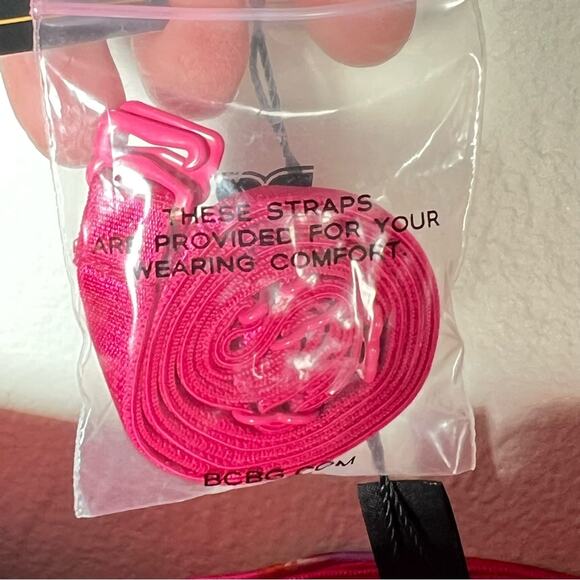 THESE STRAPS
ARE PROVIDED FOR YOUR
WEARING COMFORT.
BCBG.COM